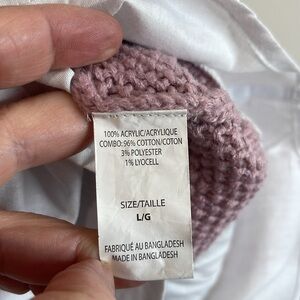 100% ACRYLIC/ACRYLIQUE
COMBO:96% COTTON/COTON
3% POLYESTER
1% LYOCELL
SIZE/TAILLE
L/G
FABRIQUÉ AU BANGLADESH
MADE IN BANGLADESH